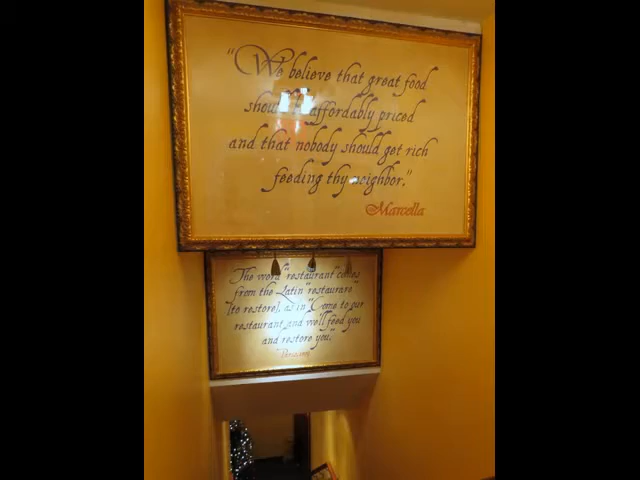 "We believe that great food
should affordably priced
and that nobody should get rich
feeding thy neighbor."
Marcella
The word "restaurant" comes
from the Latin "restaurare"
[to restore], as in "Come to our
restaurant and we'll feed you
and restore you."